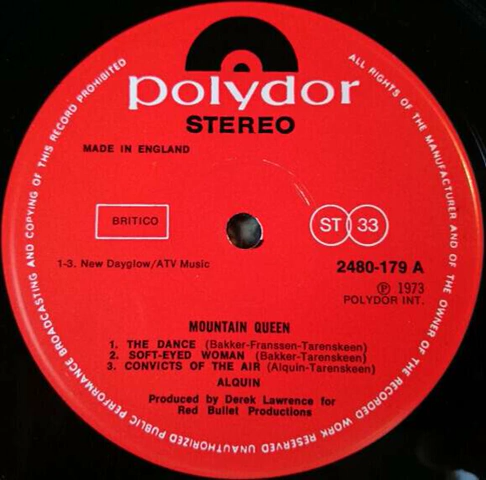 polydor
STEREO
MADE IN ENGLAND
BRITICO
ST 33
1-3. New Dayglow/ATV Music
2480-179 A
Ⓟ 1973
POLYDOR INT.
MOUNTAIN QUEEN
1. THE DANCE (Bakker-Franssen-Tarenskeen)
2. SOFT-EYED WOMAN (Bakker-Tarenskeen)
3. CONVICTS OF THE AIR (Alquin-Tarenskeen)
ALQUIN
Produced by Derek Lawrence for
Red Bullet Productions
ALL RIGHTS OF THE MANUFACTURER AND OF THE OWNER OF THE RECORDED WORK RESERVED UNAUTHORIZED PUBLIC PERFORMANCE BROADCASTING AND COPYING OF THIS RECORD PROHIBITED